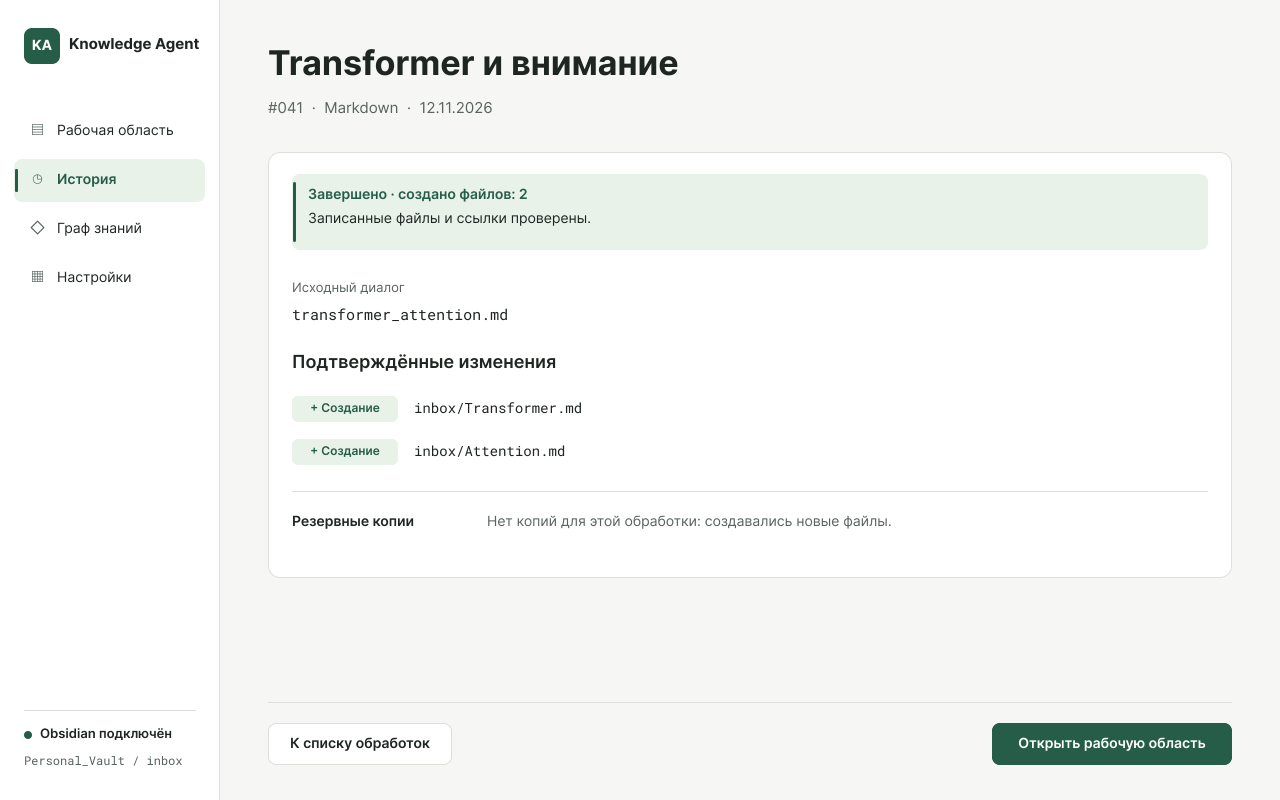 KA Knowledge Agent
Рабочая область
История
Граф знаний
Настройки
Obsidian подключён
Personal_Vault / inbox
Transformer и внимание
#041 · Markdown · 12.11.2026
Завершено · создано файлов: 2
Записанные файлы и ссылки проверены.
Исходный диалог
transformer_attention.md
Подтверждённые изменения
+ Создание inbox/Transformer.md
+ Создание inbox/Attention.md
Резервные копии Нет копий для этой обработки: создавались новые файлы.
К списку обработок Открыть рабочую область